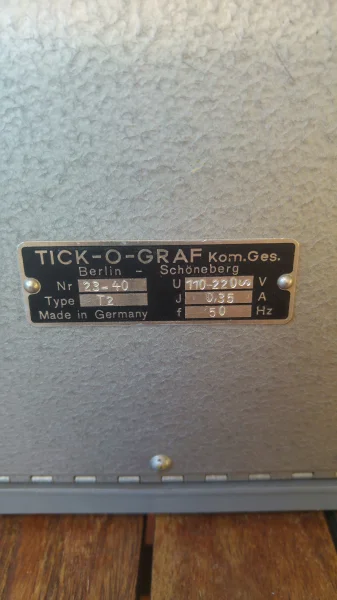 TICK-O-GRAF Kom.Ges.
Berlin - Schöneberg
Nr 23-40 U 110-220∿ V
Type T2 J 0,35 A
Made in Germany f 50 Hz